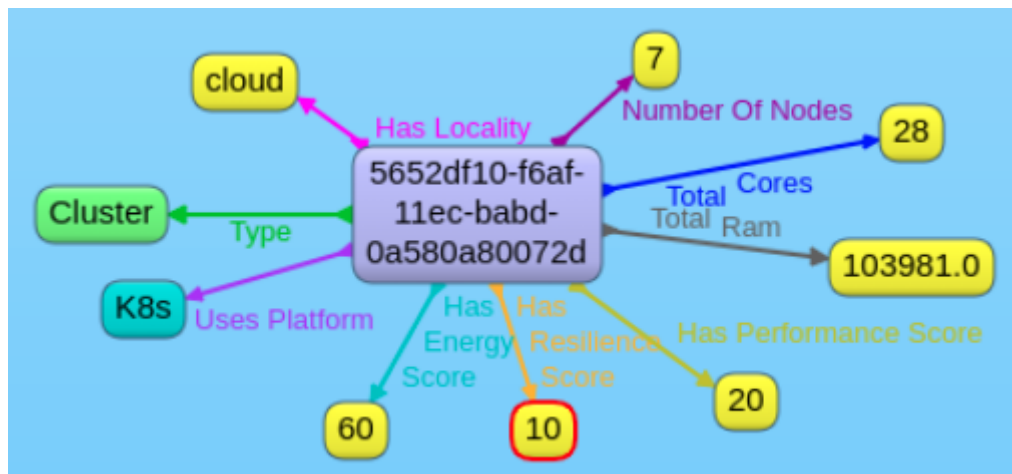 7
cloud
Number Of Nodes
Has Locality
28
5652df10-f6af-
11ec-babd-
0a580a80072d
Total Cores
Cluster
Type
Total Ram
103981.0
K8s
Uses Platform
Has
Energy
Score
Has
Resilience
Score
Has Performance Score
60
10
20